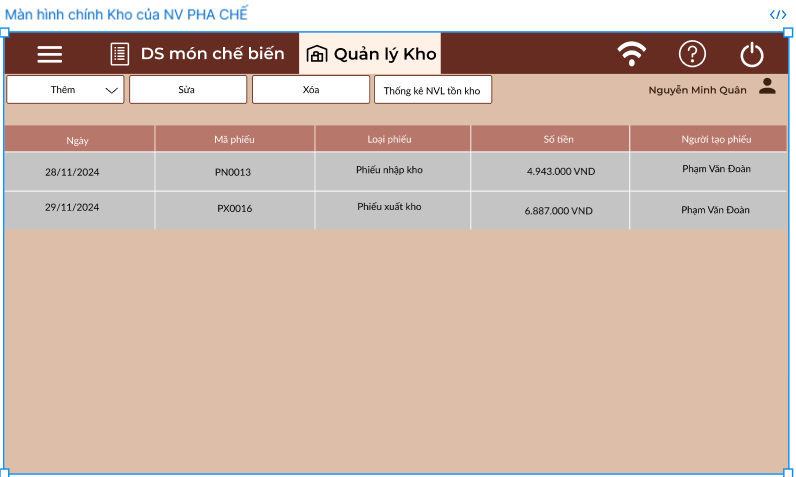 Màn hình chính Kho của NV PHA CHẾ
</>
DS món chế biến Quản lý Kho ?
Thêm Sửa Xóa Thống kê NVL tồn kho Nguyễn Minh Quân
Ngày Mã phiếu Loại phiếu Số tiền Người tạo phiếu
28/11/2024 PN0013 Phiếu nhập kho 4.943.000 VND Phạm Văn Đoàn
29/11/2024 PX0016 Phiếu xuất kho 6.887.000 VND Phạm Văn Đoàn